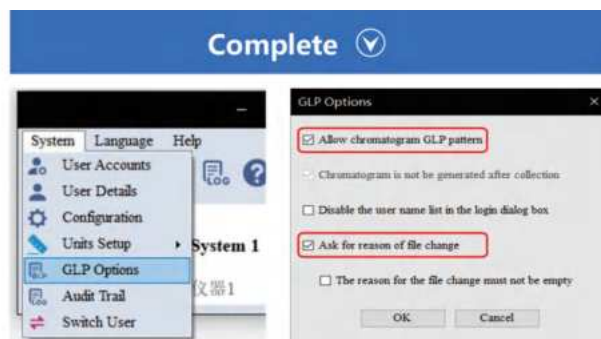 Complete
System Language Help
User Accounts
LOG
User Details
Configuration
Units Setup
System 1
GLP Options
仪器1
Audit Trail
Switch User
GLP Options
Allow chromatogram GLP pattern
Chromatogram is not be generated after collection
Disable the user name list in the login dialog box
Ask for reason of file change
The reason for the file change must not be empty
OK Cancel